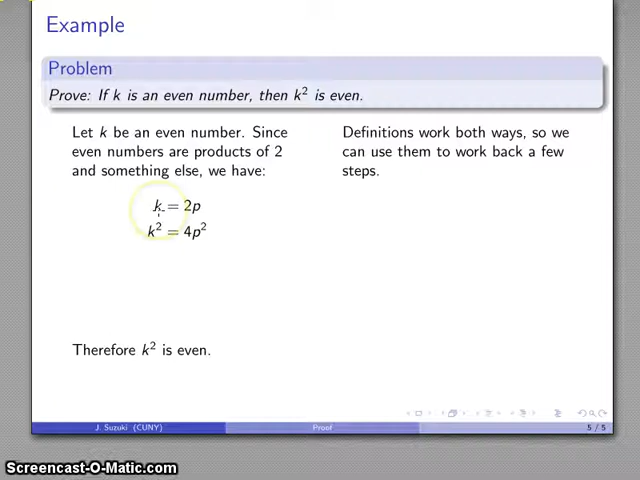 Example
Problem
Prove: If k is an even number, then k² is even.
Let k be an even number. Since
even numbers are products of 2
and something else, we have:
k = 2p
k² = 4p²
Therefore k² is even.
Definitions work both ways, so we
can use them to work back a few
steps.
J. Suzuki (CUNY) Proof 5 / 5
Screencast-O-Matic.com